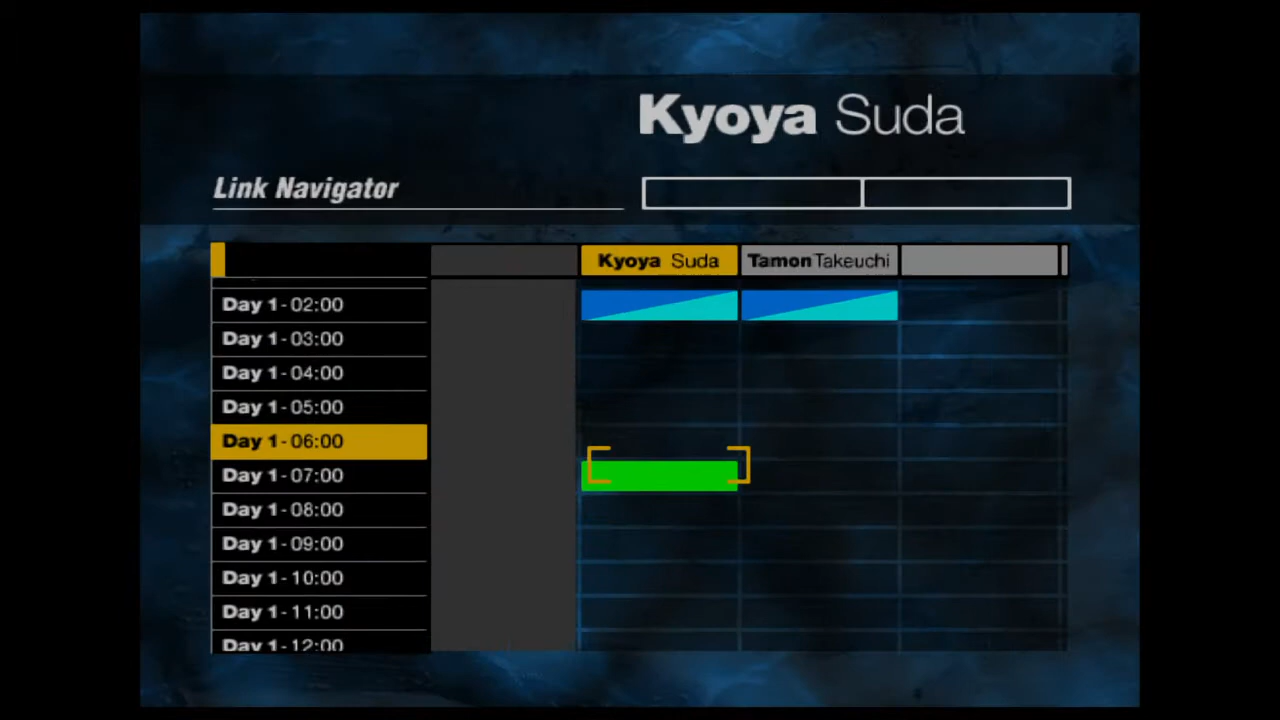 Kyoya Suda
Link Navigator
Kyoya Suda
Tamon Takeuchi
Day 1 - 02:00
Day 1 - 03:00
Day 1 - 04:00
Day 1 - 05:00
Day 1 - 06:00
Day 1 - 07:00
Day 1 - 08:00
Day 1 - 09:00
Day 1 - 10:00
Day 1 - 11:00
Day 1 - 12:00